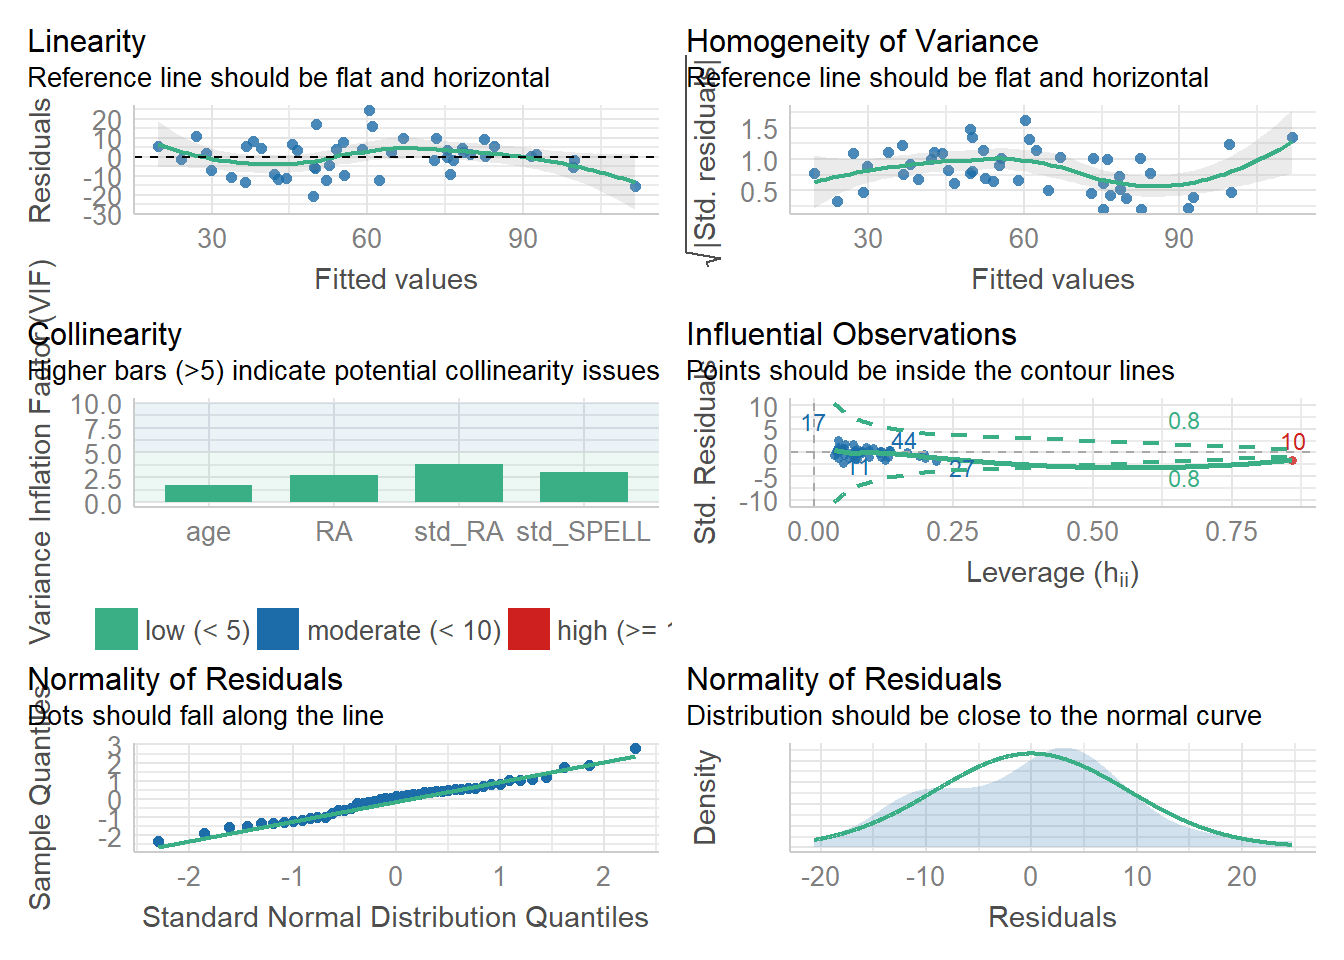 Linearity
Reference line should be flat and horizontal
Residuals
20
10
0
-10
-20
-30
30 60 90
Fitted values
Homogeneity of Variance
Reference line should be flat and horizontal
√|Std. residuals|
1.5
1.0
0.5
30 60 90
Fitted values
Collinearity
Higher bars (>5) indicate potential collinearity issues
Variance Inflation Factor (VIF)
10.0
7.5
5.0
2.5
0.0
age RA std_RA std_SPELL
low (< 5) moderate (< 10) high (>= 1
Influential Observations
Points should be inside the contour lines
Std. Residuals
10
5
0
-5
-10
17
44
11
27
10
0.8
0.8
0.00 0.25 0.50 0.75
Leverage (hii)
Normality of Residuals
Dots should fall along the line
Sample Quantiles
3
2
1
0
-1
-2
-2 -1 0 1 2
Standard Normal Distribution Quantiles
Normality of Residuals
Distribution should be close to the normal curve
Density
-20 -10 0 10 20
Residuals